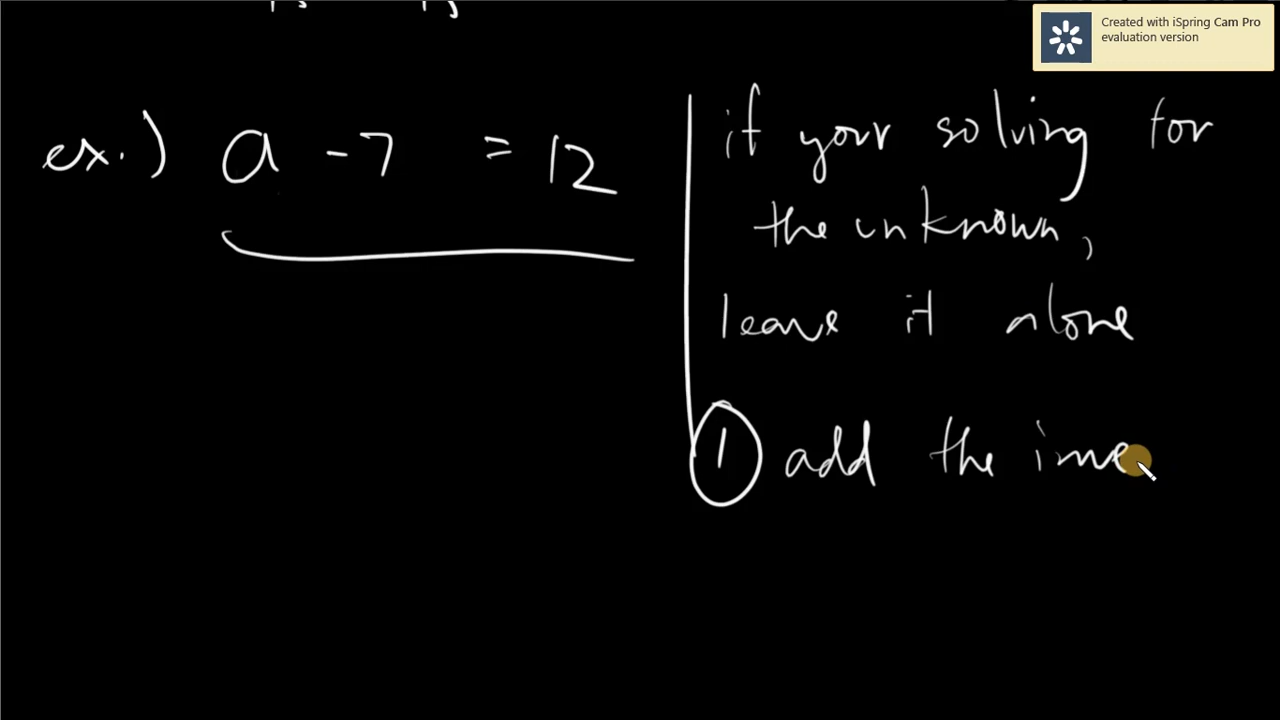 Created with iSpring Cam Pro
evaluation version
ex.) a - 7 = 12
if your solving for
the unknown,
leave it alone
1 add the inve